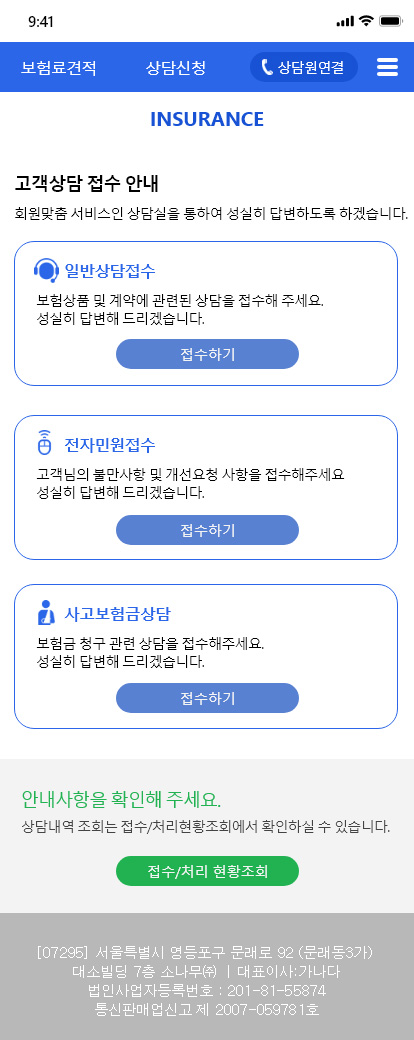 9:41
보험료견적 상담신청 상담원연결
INSURANCE
고객상담 접수 안내
회원맞춤 서비스인 상담실을 통하여 성실히 답변하도록 하겠습니다.
일반상담접수
보험상품 및 계약에 관련된 상담을 접수해 주세요.
성실히 답변해 드리겠습니다.
접수하기
전자민원접수
고객님의 불만사항 및 개선요청 사항을 접수해주세요
성실히 답변해 드리겠습니다.
접수하기
사고보험금상담
보험금 청구 관련 상담을 접수해주세요.
성실히 답변해 드리겠습니다.
접수하기
안내사항을 확인해 주세요.
상담내역 조회는 접수/처리현황조회에서 확인하실 수 있습니다.
접수/처리 현황조회
[07295] 서울특별시 영등포구 문래로 92 (문래동3가)
대소빌딩 7층 소나무㈜ | 대표이사:가나다
법인사업자등록번호 : 201-81-55874
통신판매업신고 제 2007-059781호